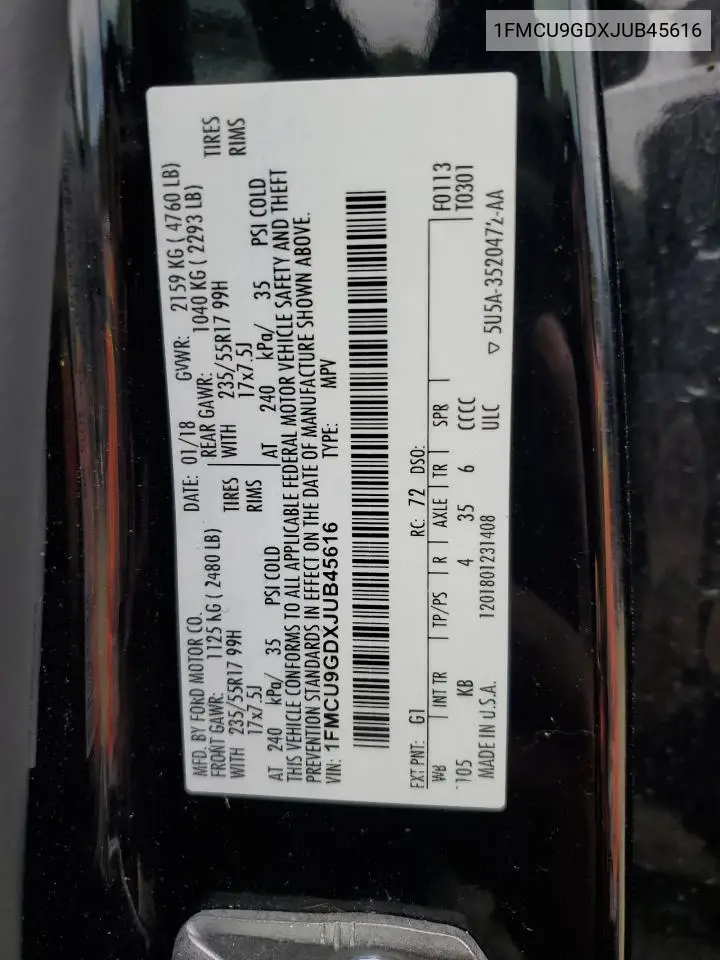 1FMCU9GDXJUB45616
MFD. BY FORD MOTOR CO.
DATE: 01/18 GVWR: 2159 KG ( 4760 LB)
FRONT GAWR: 1125 KG ( 2480 LB) REAR GAWR: 1040 KG ( 2293 LB)
WITH 235/55R17 99H TIRES WITH 235/55R17 99H TIRES
17x7.5J RIMS 17x7.5J RIMS
AT 240 kPa/ 35 PSI COLD AT 240 kPa/ 35 PSI COLD
THIS VEHICLE CONFORMS TO ALL APPLICABLE FEDERAL MOTOR VEHICLE SAFETY AND THEFT
PREVENTION STANDARDS IN EFFECT ON THE DATE OF MANUFACTURE SHOWN ABOVE.
VIN: 1FMCU9GDXJUB45616 TYPE: MPV
EXT PNT: G1 RC: 72 DSO: F0113
WB INT TR TP/PS R AXLE TR SPR T0301
105 KB 4 35 6 CCCC
MADE IN U.S.A. 1201801231408 ULC ▽ 5U5A-3520472-AA